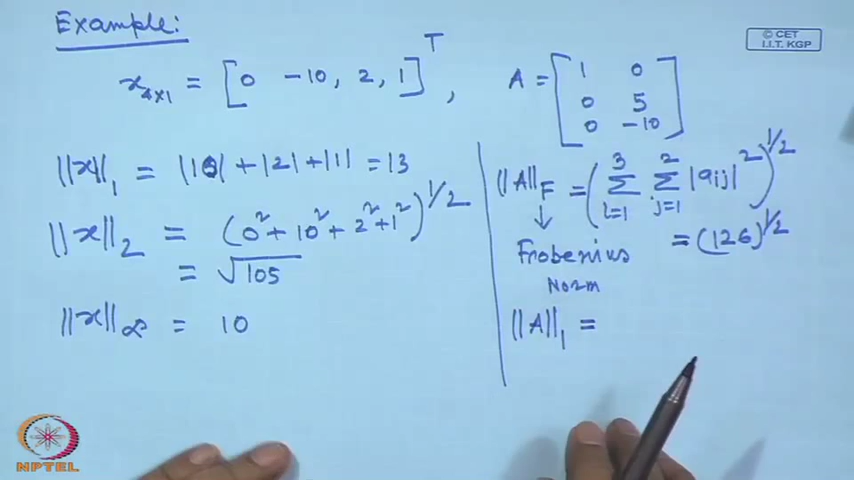 Example:
© CET
I.I.T. KGP
x₄ₓ₁ = [0 -10, 2, 1]ᵀ, A = [1 0
0 5
0 -10]
||x||₁ = |10| + |2| + |1| = 13
||x||₂ = (0² + 10² + 2² + 1²)^1/2
= √105
||x||∞ = 10
||A||F = (∑ i=1 3 ∑ j=1 2 |aij|²)^1/2
↓
Frobenius = (126)^1/2
Norm
||A||₁ =
NPTEL